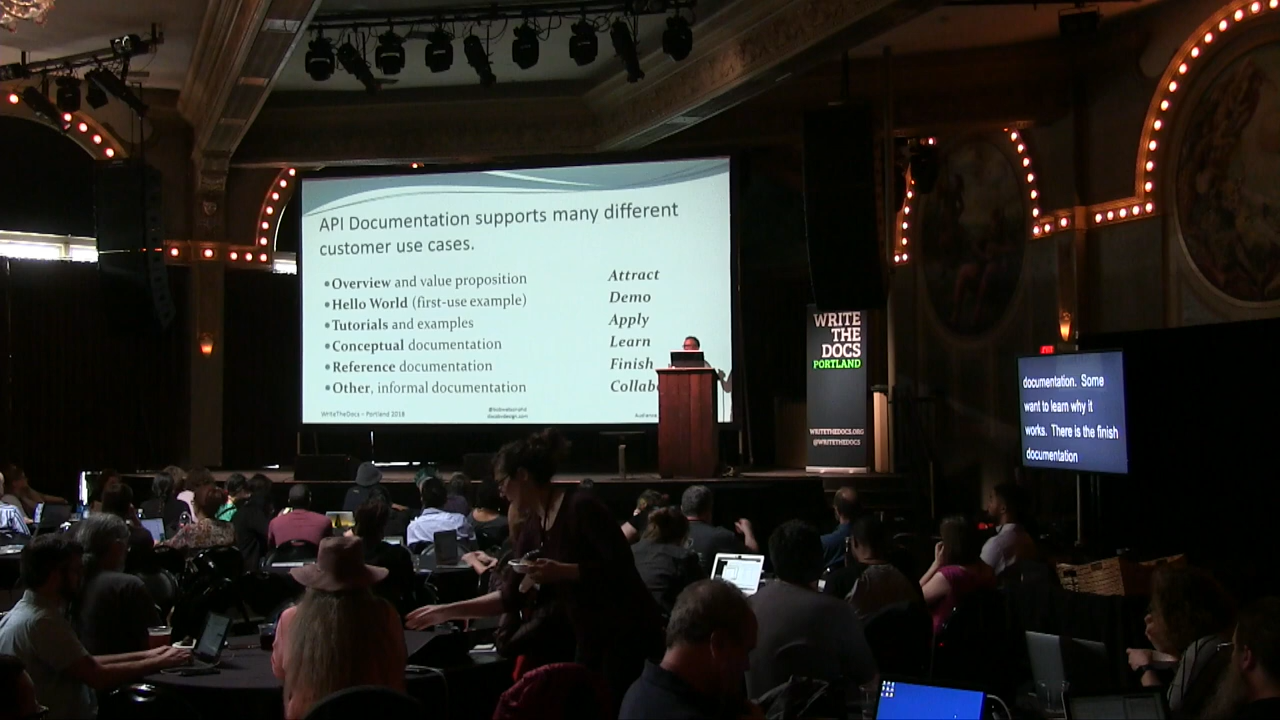 API Documentation supports many different
customer use cases.
•Overview and value proposition
Attract
•Hello World (first-use example)
Demo
•Tutorials and examples
Apply
•Conceptual documentation
Learn
•Reference documentation
Finish
•Other, informal documentation
Collab
WriteTheDocs – Portland 2018
Audience
WRITE
THE
DOCS
PORTLAND
WRITETHEDOCS.ORG
@WRITETHEDOCS
documentation. Some
want to learn why it
works. There is the finish
documentation